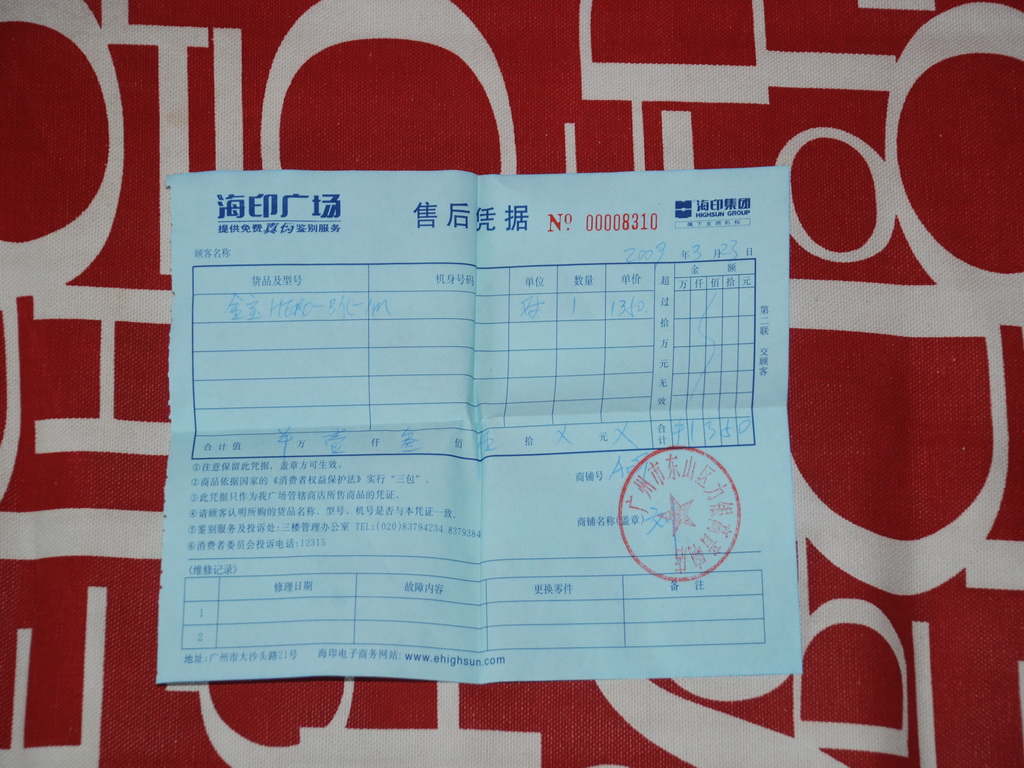 海印广场
提供免费真伪鉴别服务
售后凭据
№ 00008310
海印集团
HIGHSUN GROUP
顾客名称
2009 年 3 月 23 日
货品及型号 机身号码 单位 数量 单价 超过拾万元无效 金额
万 仟 佰 拾 元
金宝 对 1 1350.
合计值 万 壹 仟 叁 佰 伍 拾 X 元 X 合计 ¥1350
第二联 交顾客
①注意保留此凭据，盖章方可生效。
②商品依据国家的《消费者权益保护法》实行“三包”。
③此凭据只作为我广场管辖商店所售商品的凭证。
④请顾客认明所购的货品名称、型号、机号是否与本凭证一致。
⑤鉴别服务及投诉处:三楼管理办公室 TEL:(020)83794234 8379384
⑥消费者委员会投诉电话:12315
商铺号
商铺名称(盖章)
广州市东山区力
《维修记录》
修理日期 故障内容 更换零件 备注
1
2
地址:广州市大沙头路21号 海印电子商务网站: www.ehighsun.com